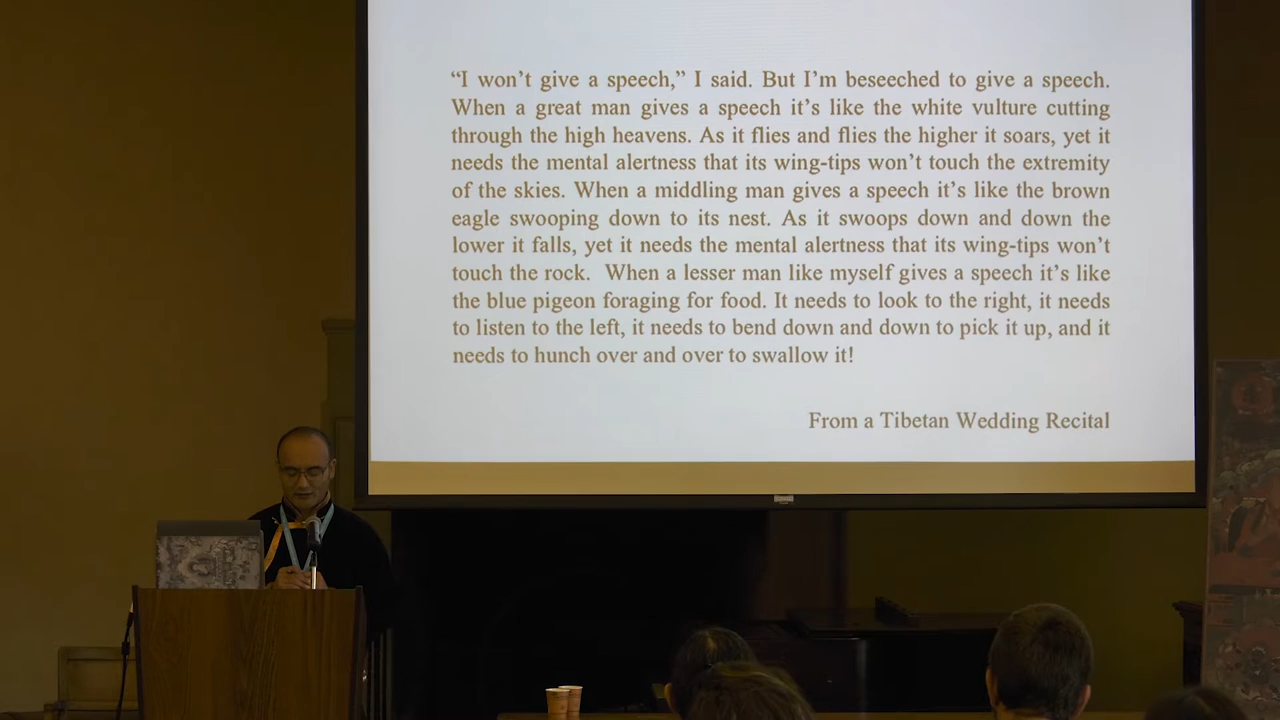 “I won’t give a speech,” I said. But I’m beseeched to give a speech.
When a great man gives a speech it’s like the white vulture cutting
through the high heavens. As it flies and flies the higher it soars, yet it
needs the mental alertness that its wing-tips won’t touch the extremity
of the skies. When a middling man gives a speech it’s like the brown
eagle swooping down to its nest. As it swoops down and down the
lower it falls, yet it needs the mental alertness that its wing-tips won’t
touch the rock.  When a lesser man like myself gives a speech it’s like
the blue pigeon foraging for food. It needs to look to the right, it needs
to listen to the left, it needs to bend down and down to pick it up, and it
needs to hunch over and over to swallow it!
From a Tibetan Wedding Recital